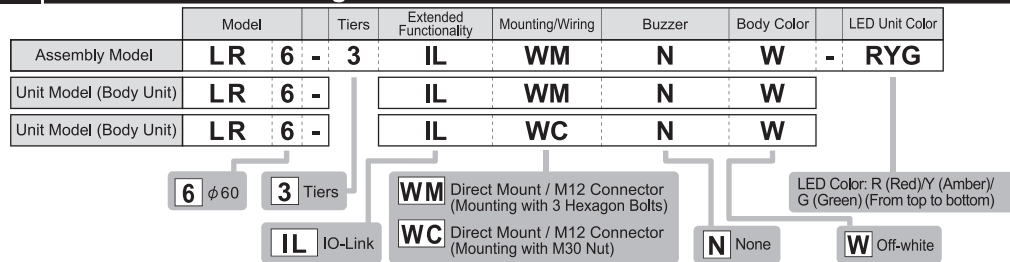 Model Tiers Extended Functionality Mounting/Wiring Buzzer Body Color LED Unit Color
Assembly Model LR 6 - 3 IL WM N W - RYG
Unit Model (Body Unit) LR 6 - IL WM N W
Unit Model (Body Unit) LR 6 - IL WC N W
6 ϕ60
3 Tiers
IL IO-Link
WM Direct Mount / M12 Connector
(Mounting with 3 Hexagon Bolts)
WC Direct Mount / M12 Connector
(Mounting with M30 Nut)
N None
W Off-white
LED Color: R (Red)/Y (Amber)/
G (Green) (From top to bottom)